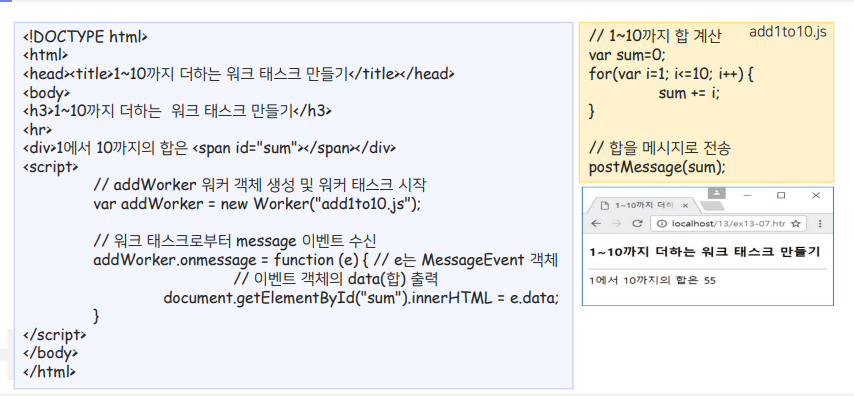 <!DOCTYPE html>
<html>
<head><title>1~10까지 더하는 워크 태스크 만들기</title></head>
<body>
<h3>1~10까지 더하는  워크 태스크 만들기</h3>
<hr>
<div>1에서 10까지의 합은 <span id="sum"></span></div>
<script>
// addWorker 워커 객체 생성 및 워커 태스크 시작
var addWorker = new Worker("add1to10.js");
// 워크 태스크로부터 message 이벤트 수신
addWorker.onmessage = function (e) { // e는 MessageEvent 객체
// 이벤트 객체의 data(합) 출력
document.getElementById("sum").innerHTML = e.data;
}
</script>
</body>
</html>
add1to10.js
// 1~10까지 합 계산
var sum=0;
for(var i=1; i<=10; i++) {
sum += i;
}
// 합을 메시지로 전송
postMessage(sum);
1~10까지 더하
localhost/13/ex13-07.htr
1~10까지 더하는 워크 태스크 만들기
1에서 10까지의 합은 55